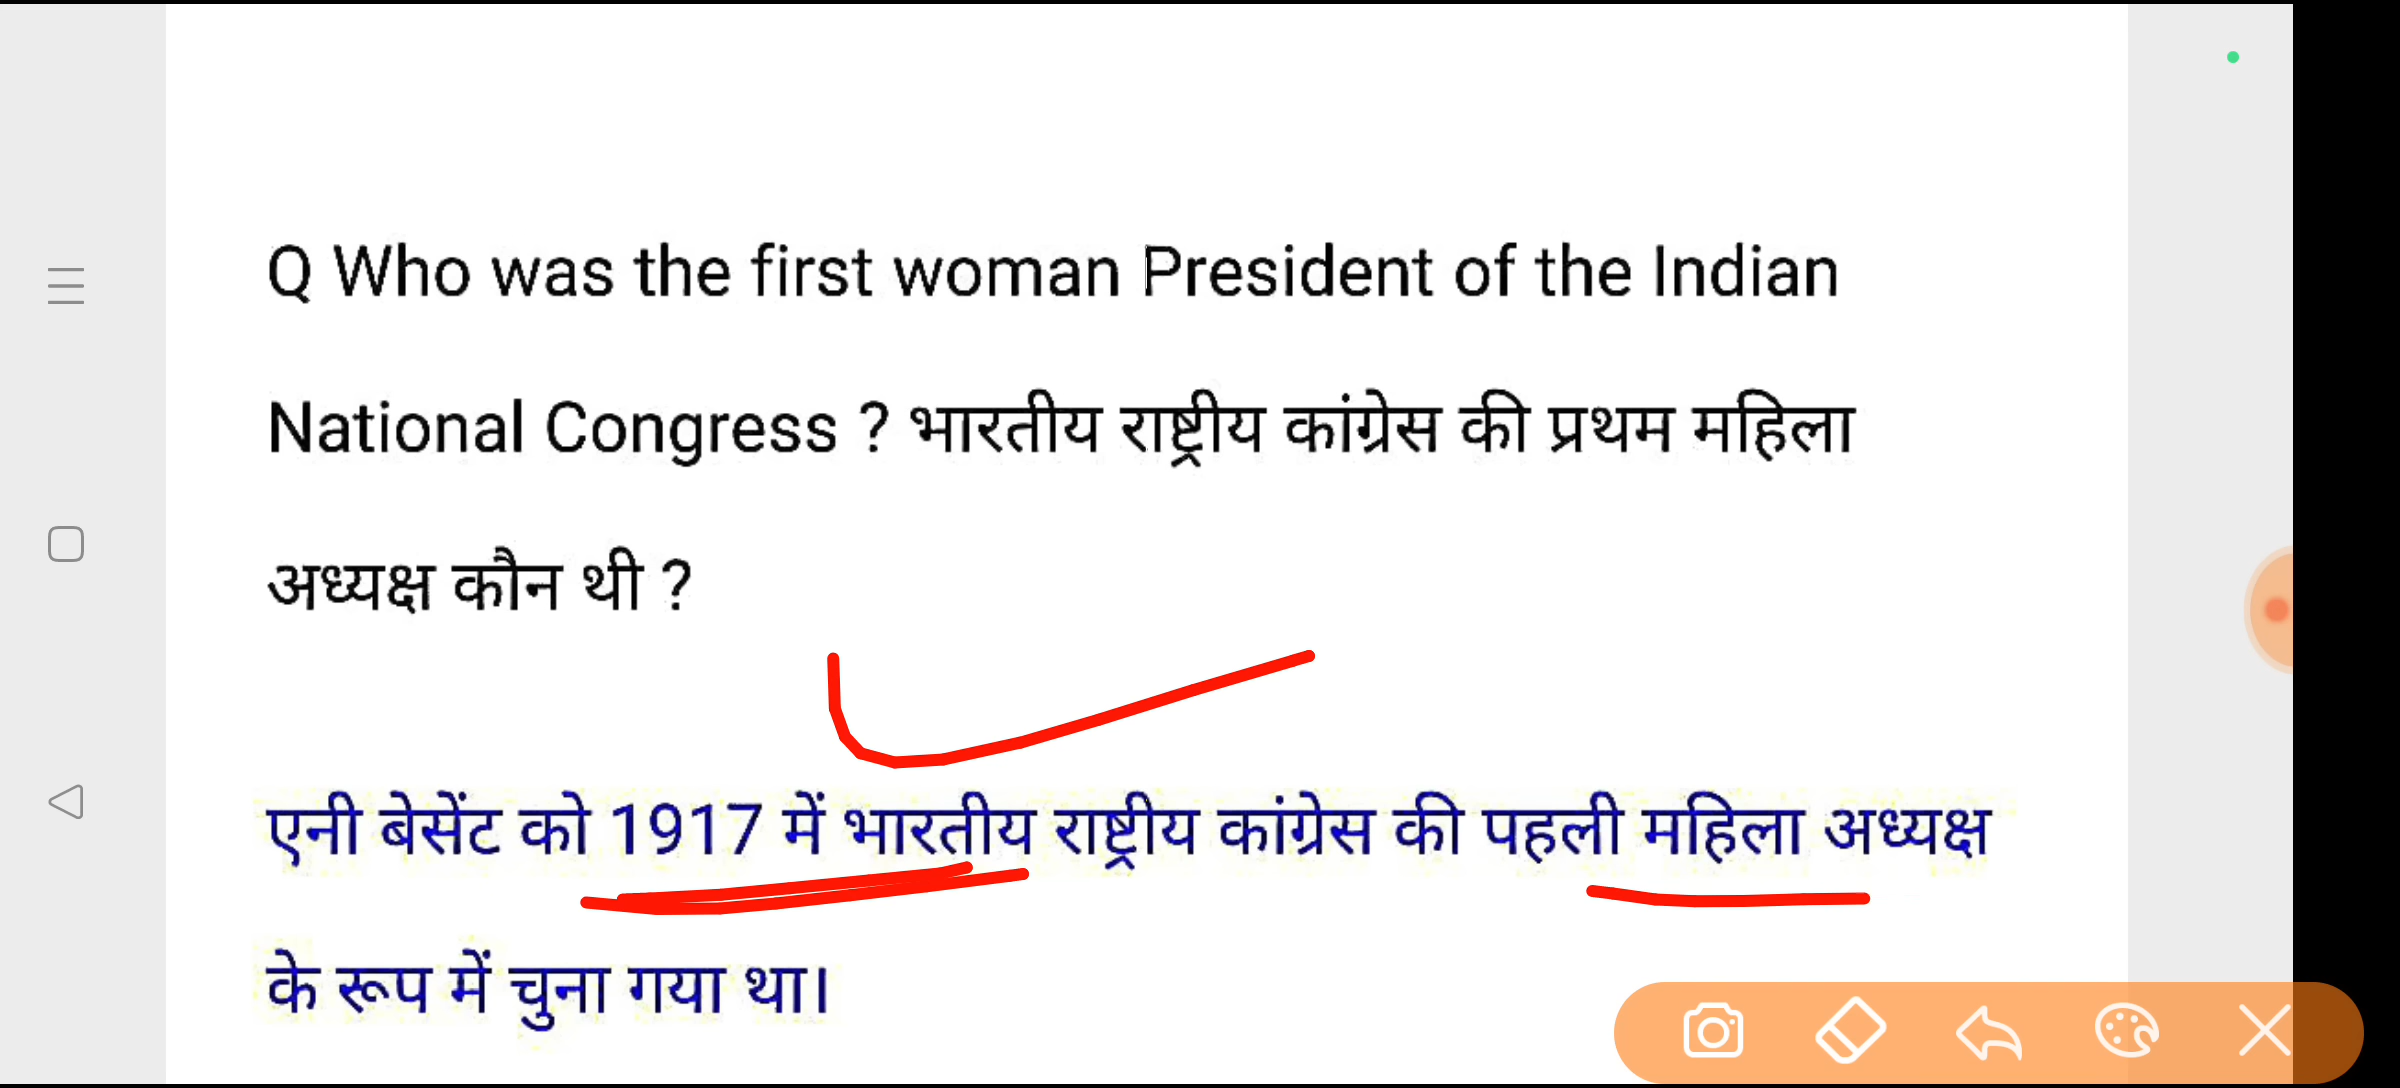 Q Who was the first woman President of the Indian
National Congress ? भारतीय राष्ट्रीय कांग्रेस की प्रथम महिला
अध्यक्ष कौन थी ?
एनी बेसेंट को 1917 में भारतीय राष्ट्रीय कांग्रेस की पहली महिला अध्यक्ष
के रूप में चुना गया था।